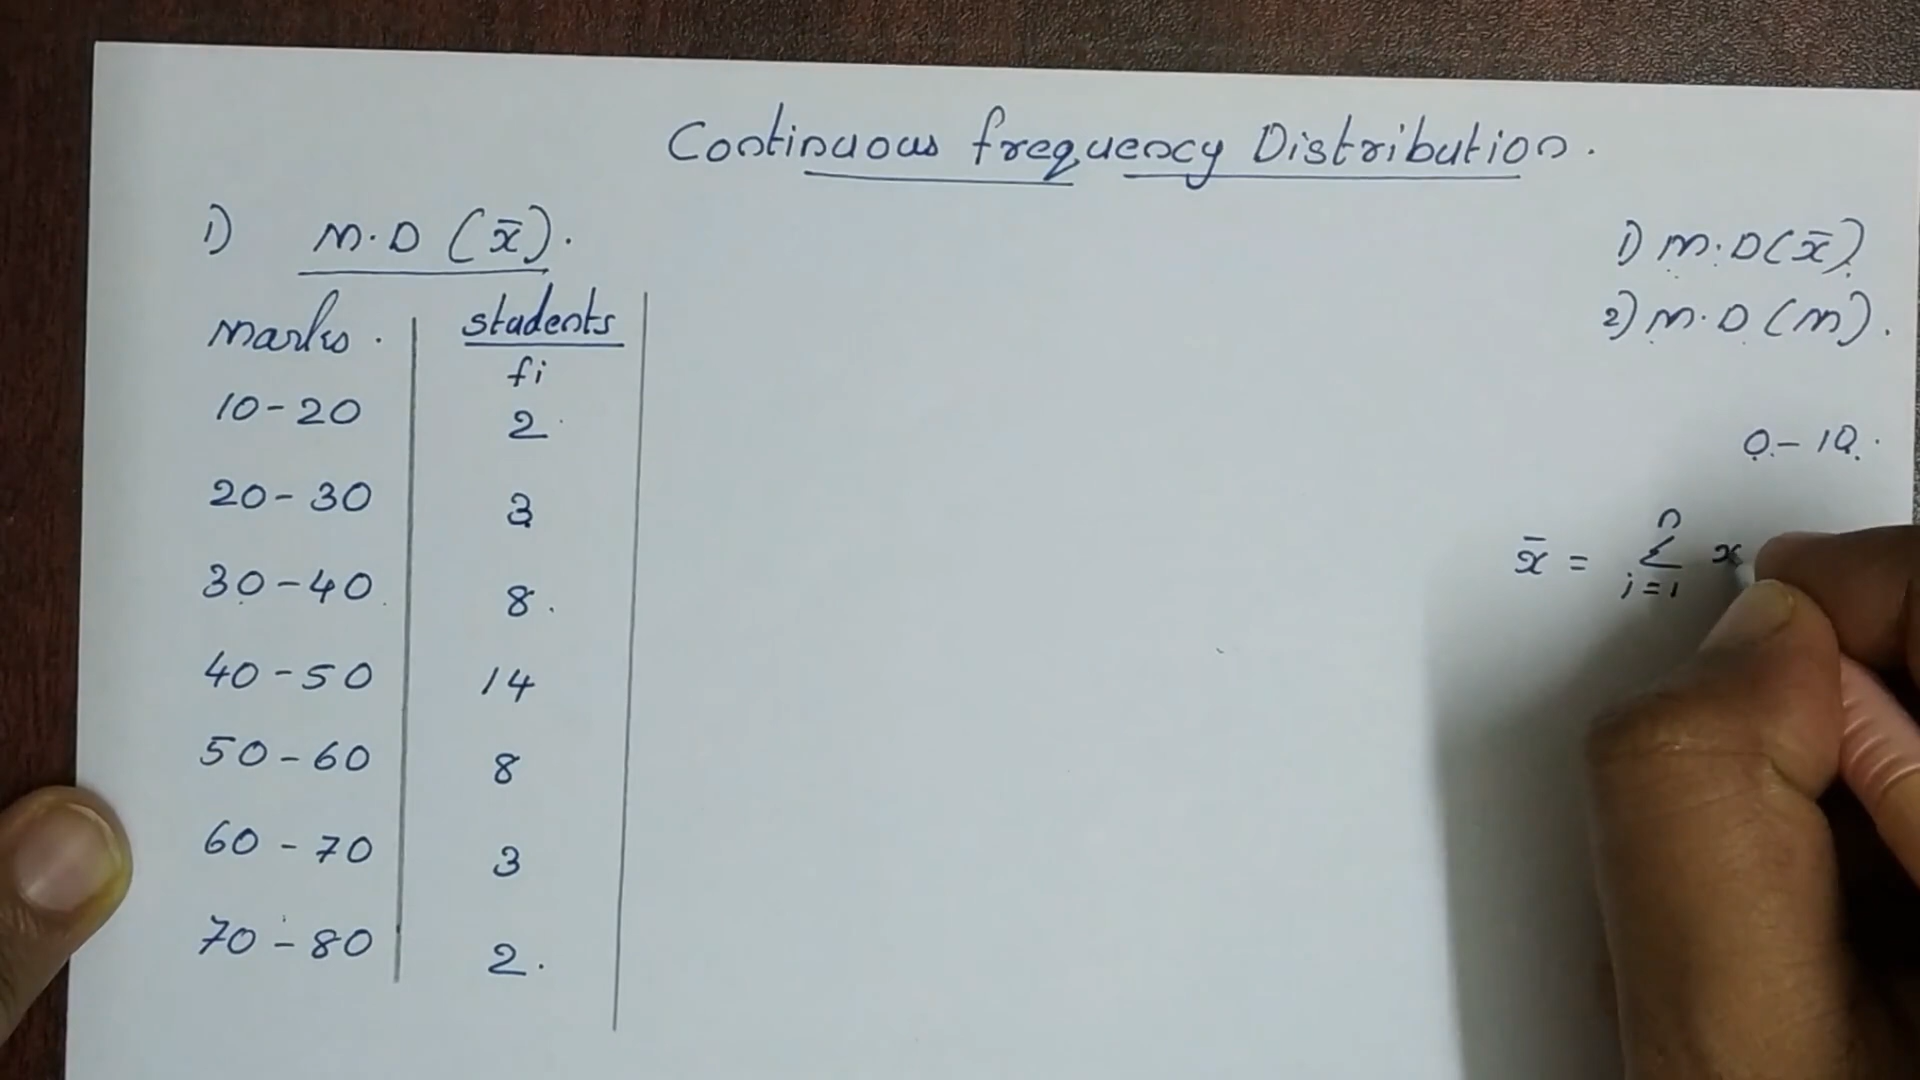 Continuous frequency Distribution.
1) M.D (x̄).
marks. students
fi
10-20 2
20-30 3
30-40 8
40-50 14
50-60 8
60-70 3
70-80 2
1) M.D(x̄)
2) M.D (M).
0-10.
x̄ = n Σ i=1 x